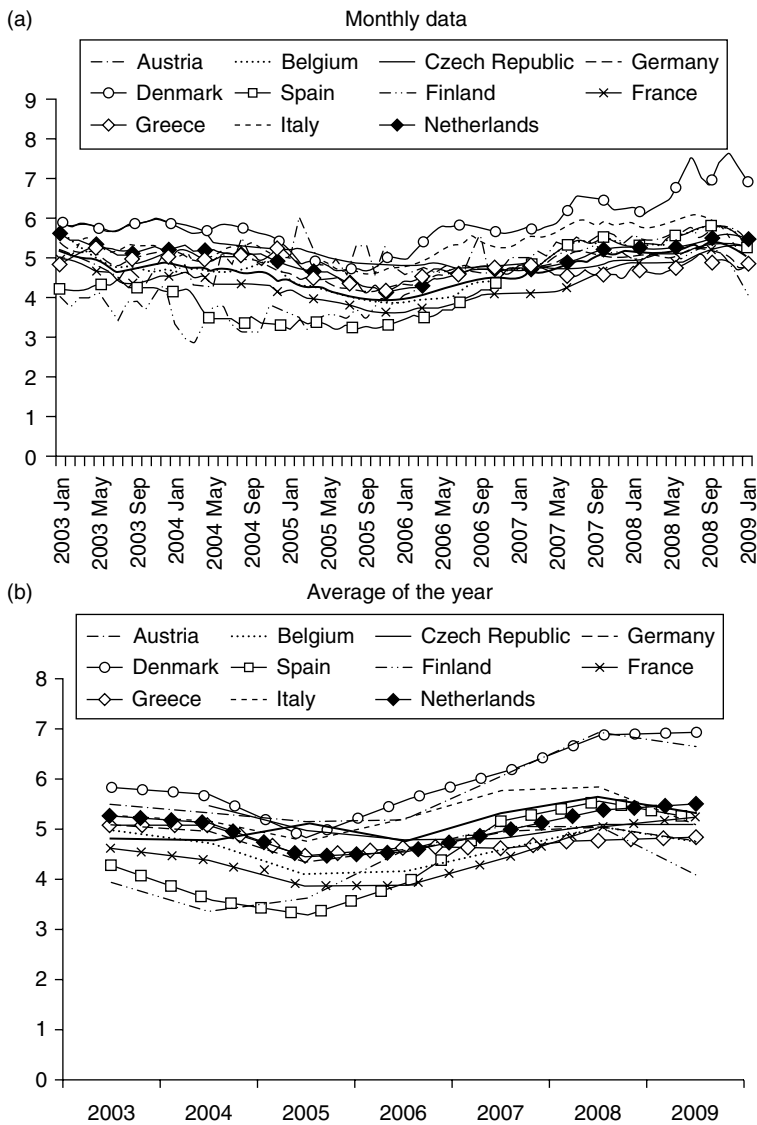 (a) Monthly data
Austria Belgium Czech Republic Germany
Denmark Spain Finland France
Greece Italy Netherlands
9
8
7
6
5
4
3
2
1
0
2003 Jan
2003 May
2003 Sep
2004 Jan
2004 May
2004 Sep
2005 Jan
2005 May
2005 Sep
2006 Jan
2006 May
2006 Sep
2007 Jan
2007 May
2007 Sep
2008 Jan
2008 May
2008 Sep
2009 Jan
(b) Average of the year
Austria Belgium Czech Republic Germany
Denmark Spain Finland France
Greece Italy Netherlands
8
7
6
5
4
3
2
1
0
2003 2004 2005 2006 2007 2008 2009